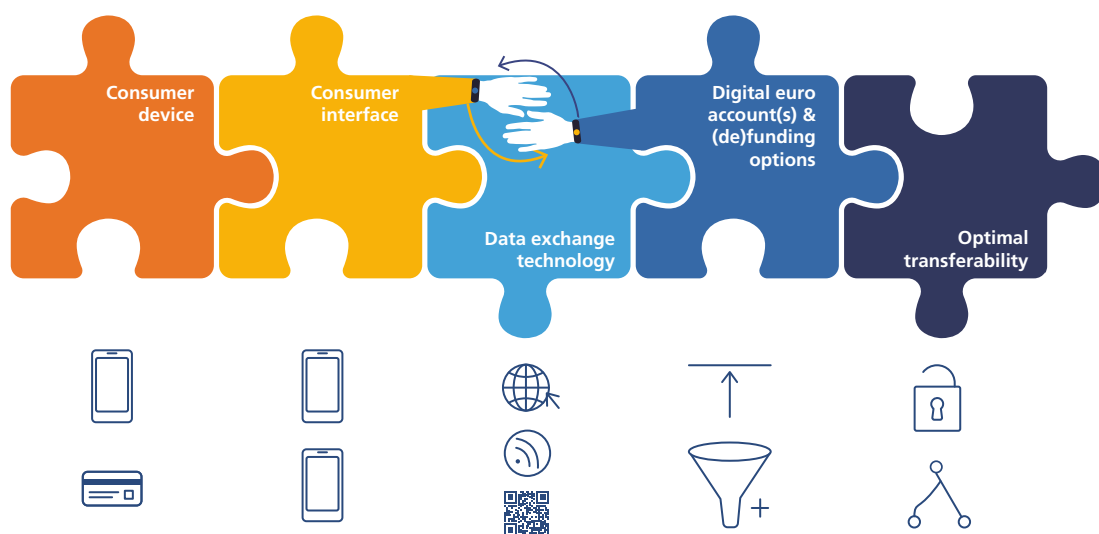 Consumer
device
Consumer
interface
Data exchange
technology
Digital euro
account(s) &
(de)funding
options
Optimal
transferability